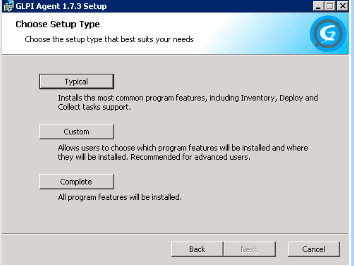 GLPI Agent 1.7.3 Setup
Choose Setup Type
Choose the setup type that best suits your needs
Typical
Installs the most common program features, including Inventory, Deploy and
Collect tasks support.
Custom
Allows users to choose which program features will be installed and where
they will be installed. Recommended for advanced users.
Complete
All program features will be installed.
Back
Next
Cancel